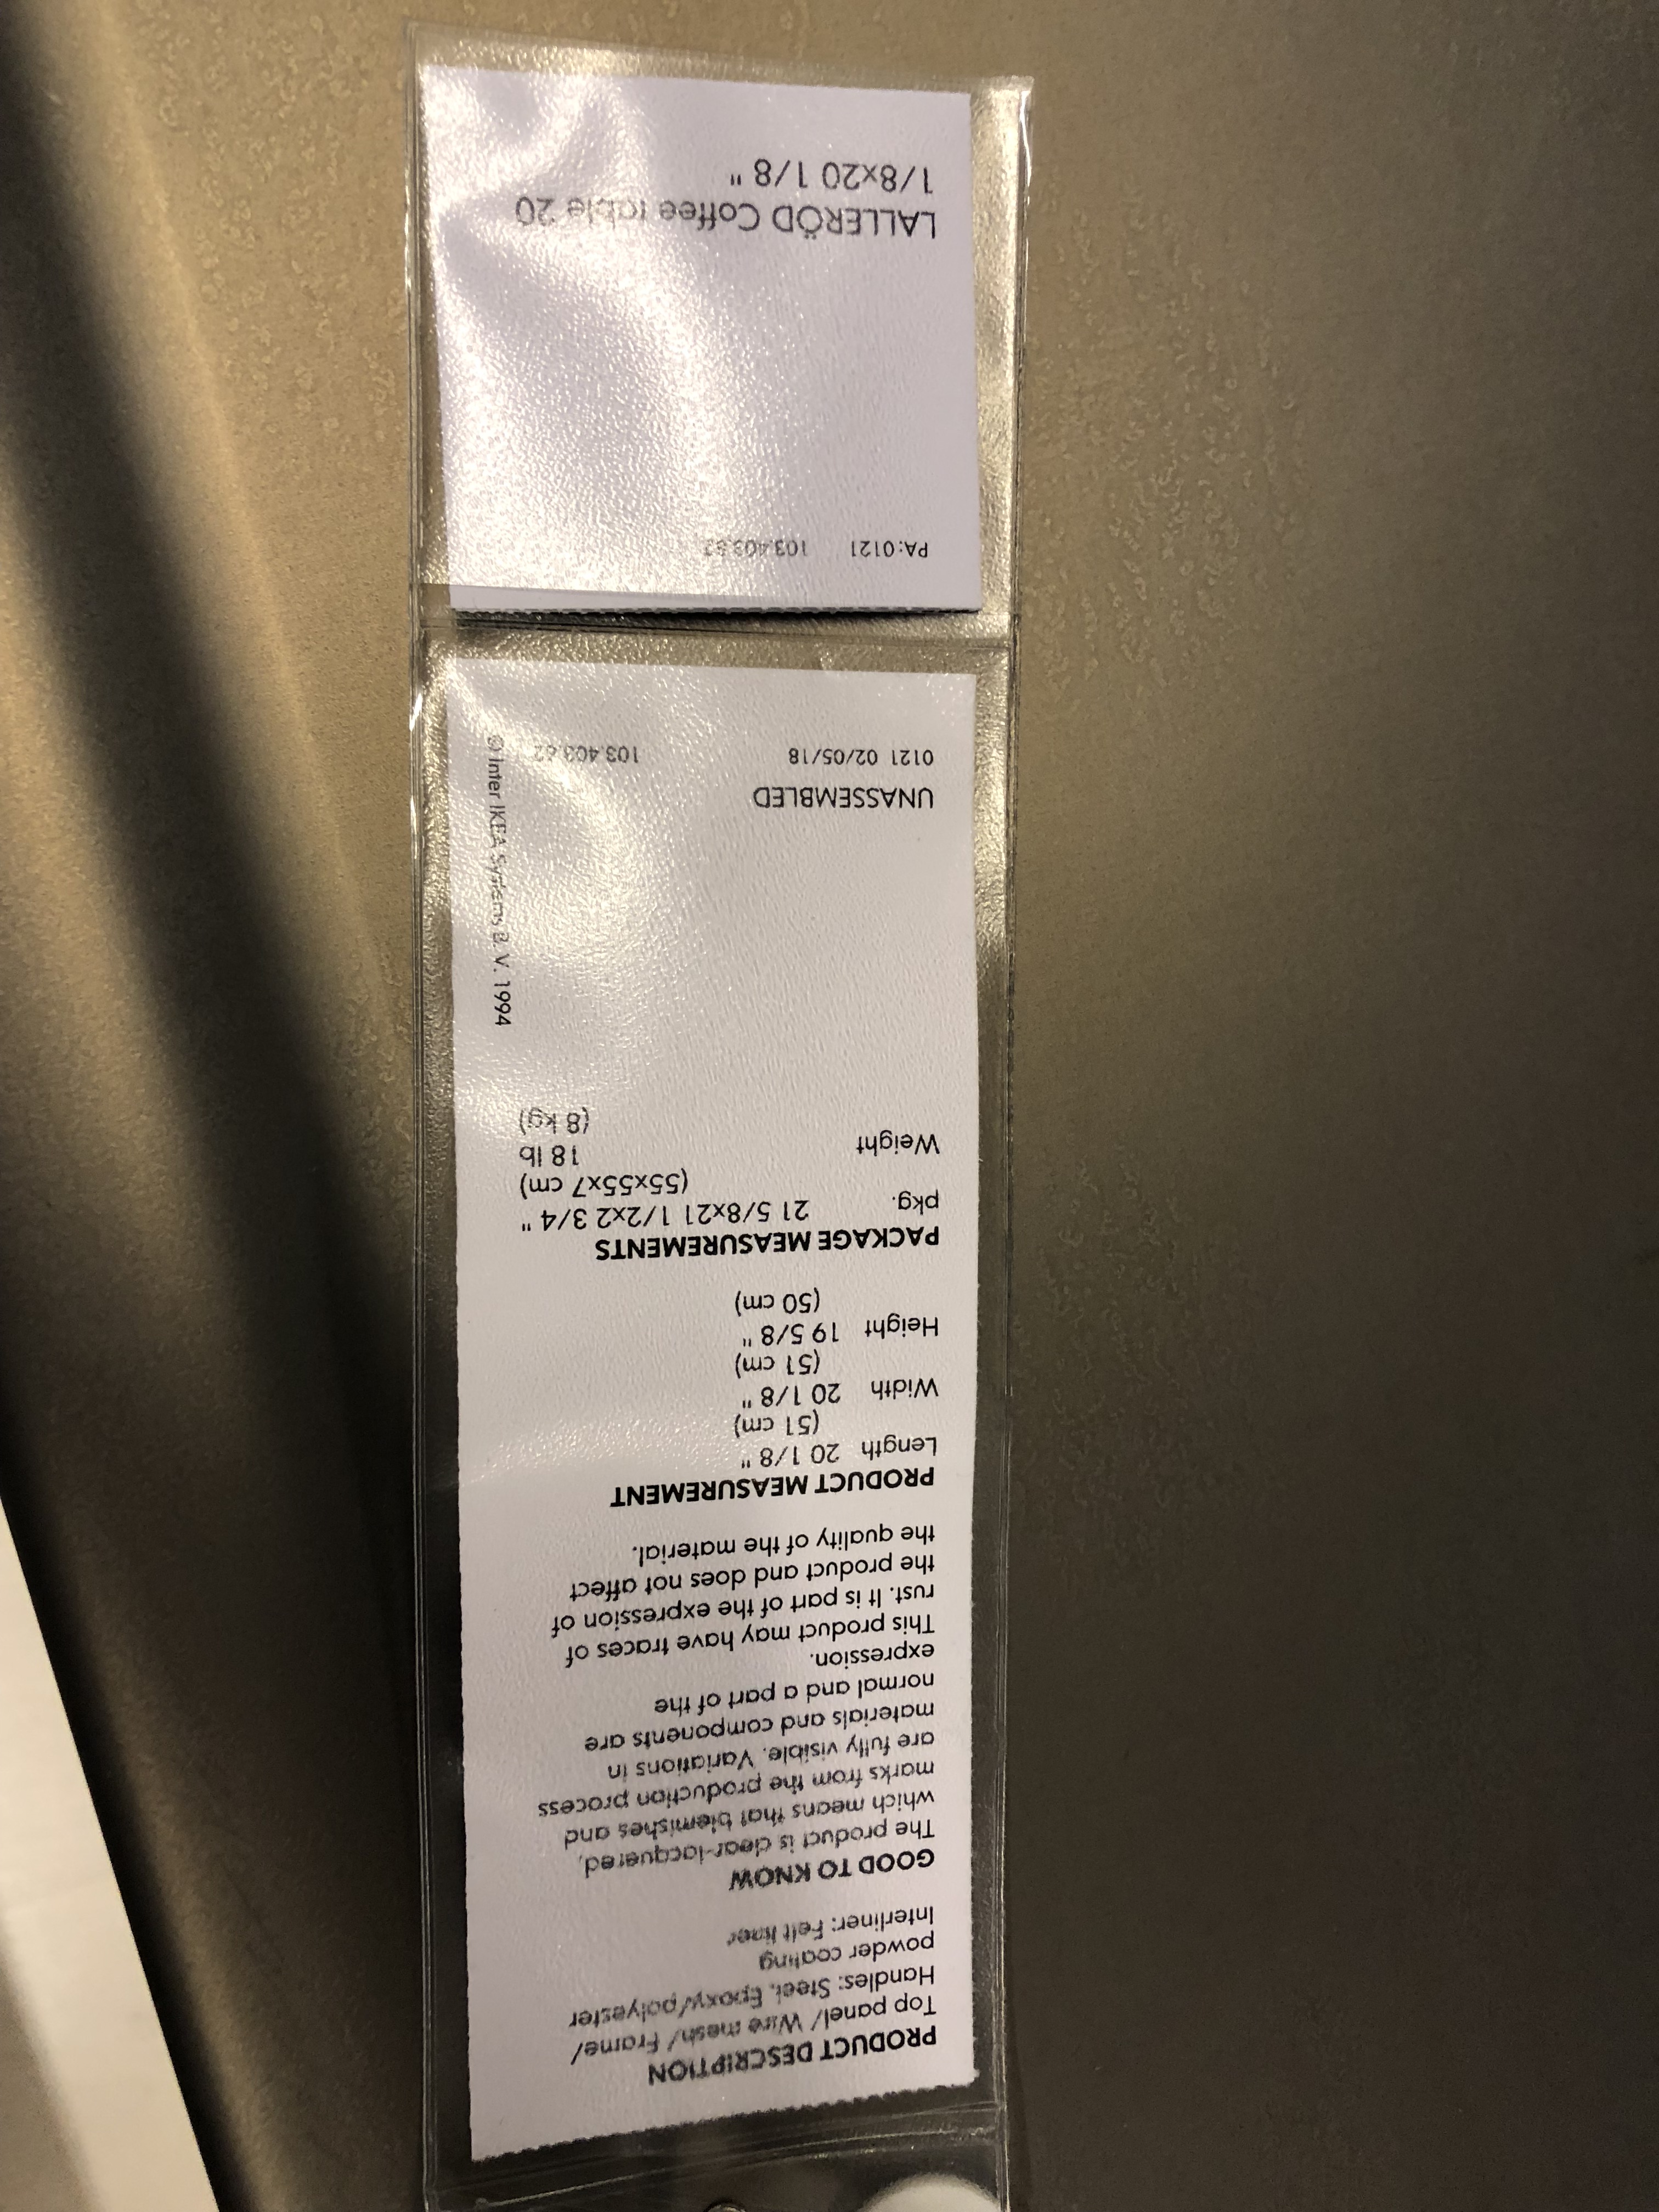 PRODUCT DESCRIPTION
Top panel/ Wire mesh/ Frame/
Handles: Steel, Epoxy/polyester
powder coating
Interliner: Felt liner
GOOD TO KNOW
The product is clear-lacquered,
which means that blemishes and
marks from the production process
are fully visible. Variations in
materials and components are
normal and a part of the
expression.
This product may have traces of
rust. It is part of the expression of
the product and does not affect
the quality of the material.
PRODUCT MEASUREMENT
Length 20 1/8 "
(51 cm)
Width 20 1/8 "
(51 cm)
Height 19 5/8 "
(50 cm)
PACKAGE MEASUREMENTS
pkg. 21 5/8x21 1/2x2 3/4 "
(55x55x7 cm)
Weight 18 lb
(8 kg)
UNASSEMBLED
0121 02/05/18
© Inter IKEA Systems B. V. 1994
PA:0121
LALLERÖD Coffee table 20
1/8x20 1/8 "